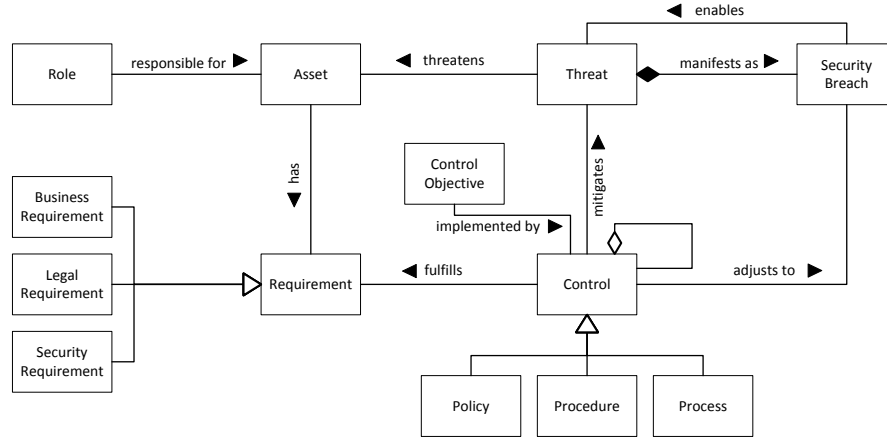 enables
Role
responsible for
Asset
threatens
Threat
manifests as
Security
Breach
has
mitigates
Control
Objective
implemented by
Business
Requirement
Legal
Requirement
Security
Requirement
Requirement
fulfills
Control
adjusts to
Policy
Procedure
Process